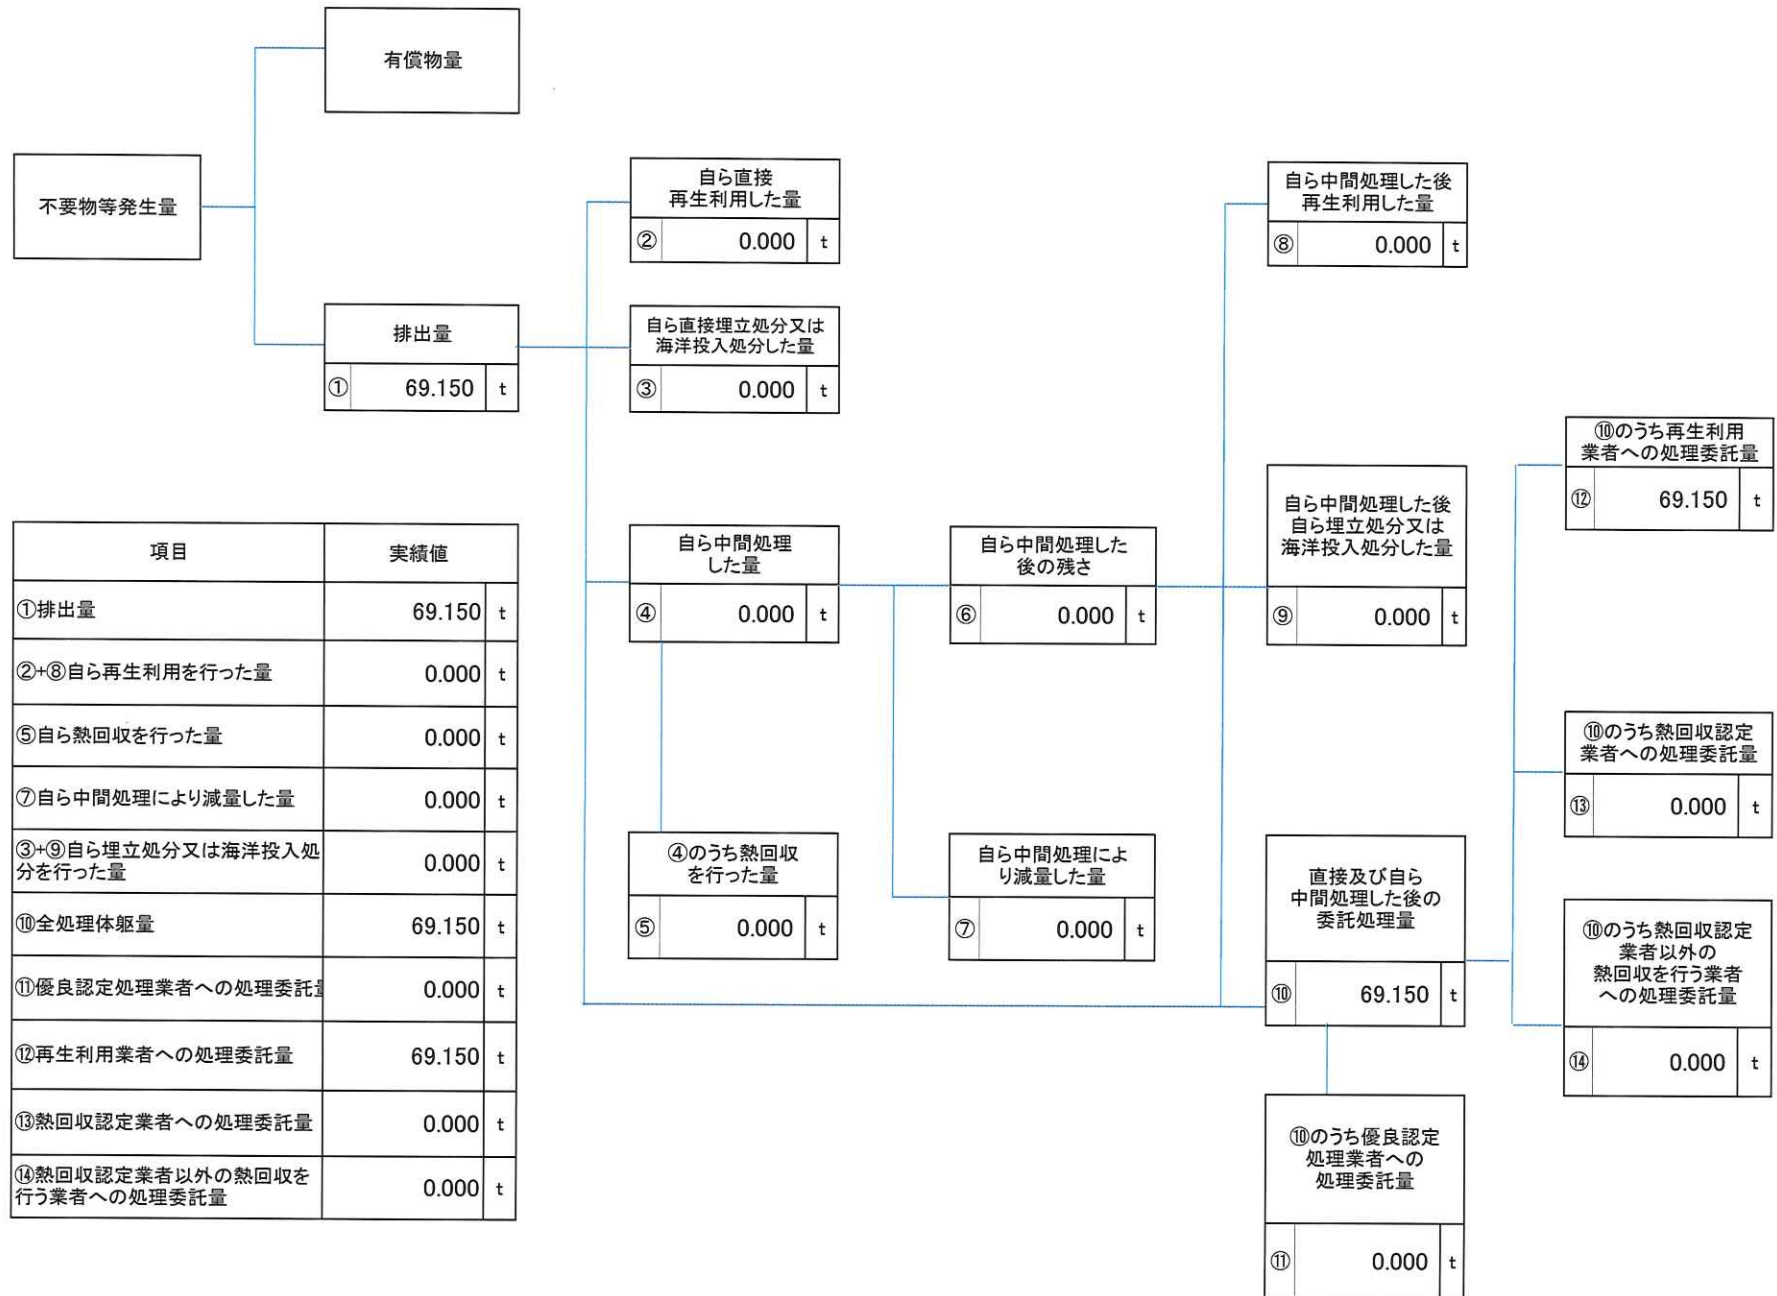 有償物量
不要物等発生量
排出量
① 69.150 t
自ら直接
再生利用した量
② 0.000 t
自ら直接埋立処分又は
海洋投入処分した量
③ 0.000 t
自ら中間処理
した量
④ 0.000 t
④のうち熱回収
を行った量
⑤ 0.000 t
自ら中間処理した
後の残さ
⑥ 0.000 t
自ら中間処理によ
り減量した量
⑦ 0.000 t
自ら中間処理した後
再生利用した量
⑧ 0.000 t
自ら中間処理した後
自ら埋立処分又は
海洋投入処分した量
⑨ 0.000 t
直接及び自ら
中間処理した後の
委託処理量
⑩ 69.150 t
⑩のうち優良認定
処理業者への
処理委託量
⑪ 0.000 t
⑩のうち再生利用
業者への処理委託量
⑫ 69.150 t
⑩のうち熱回収認定
業者への処理委託量
⑬ 0.000 t
⑩のうち熱回収認定
業者以外の
熱回収を行う業者
への処理委託量
⑭ 0.000 t
項目 実績値
①排出量 69.150 t
②+⑧自ら再生利用を行った量 0.000 t
⑤自ら熱回収を行った量 0.000 t
⑦自ら中間処理により減量した量 0.000 t
③+⑨自ら埋立処分又は海洋投入処
分を行った量 0.000 t
⑩全処理体躯量 69.150 t
⑪優良認定処理業者への処理委託量 0.000 t
⑫再生利用業者への処理委託量 69.150 t
⑬熱回収認定業者への処理委託量 0.000 t
⑭熱回収認定業者以外の熱回収を
行う業者への処理委託量 0.000 t